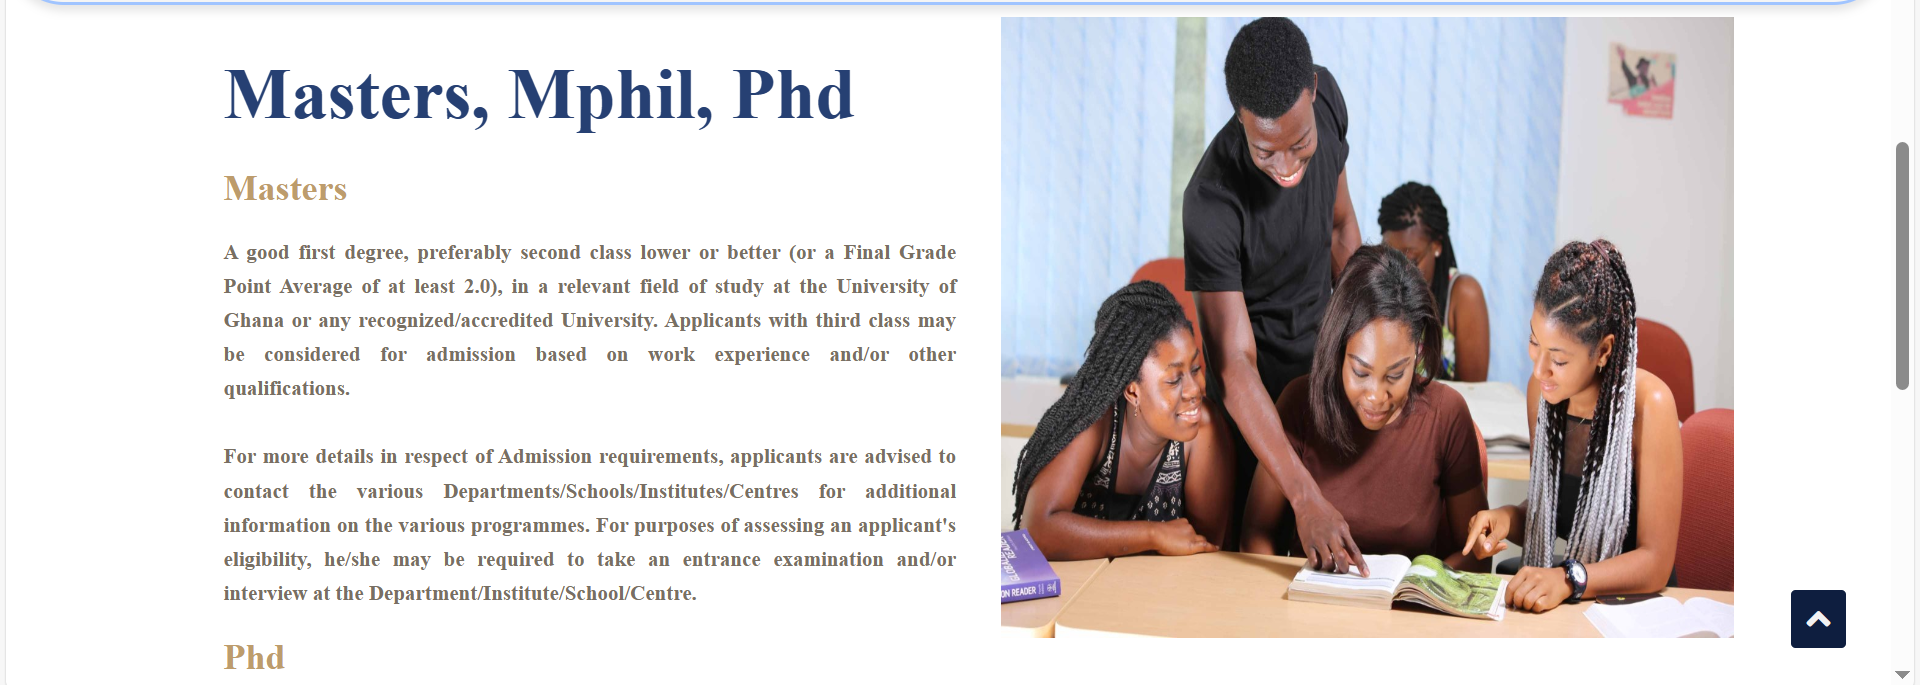 Masters, Mphil, Phd
Masters
A good first degree, preferably second class lower or better (or a Final Grade
Point Average of at least 2.0), in a relevant field of study at the University of
Ghana or any recognized/accredited University. Applicants with third class may
be considered for admission based on work experience and/or other
qualifications.
For more details in respect of Admission requirements, applicants are advised to
contact the various Departments/Schools/Institutes/Centres for additional
information on the various programmes. For purposes of assessing an applicant's
eligibility, he/she may be required to take an entrance examination and/or
interview at the Department/Institute/School/Centre.
Phd
ON READER